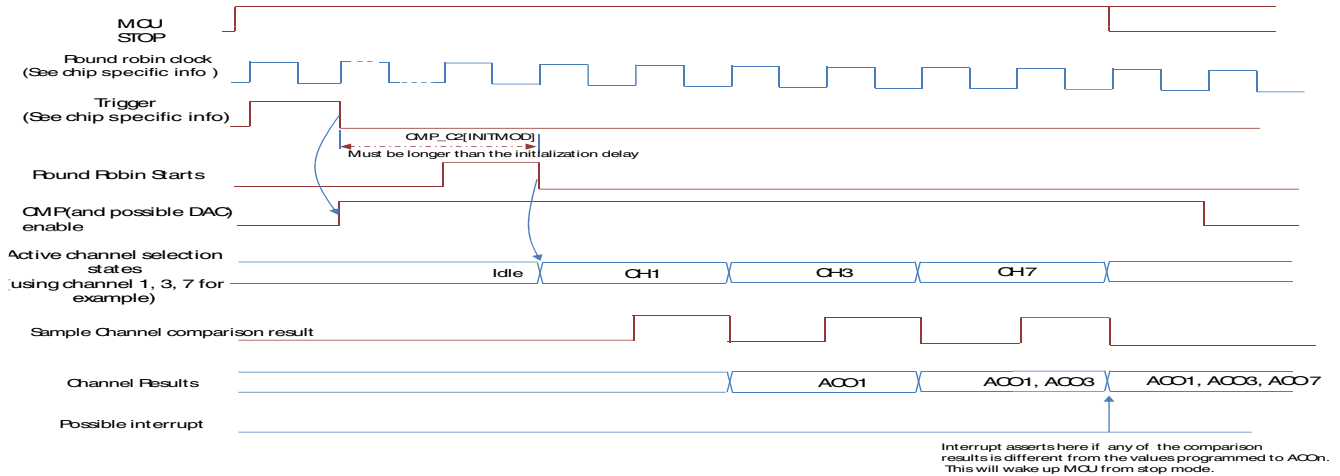 MCU
STOP
Round robin clock
(See chip specific info )
Trigger
(See chip specific info)
CMP_C2[INITMOD]
Must be longer than the initialization delay
Round Robin Starts
CMP(and possible DAC)
enable
Active channel selection
states
(using channel 1, 3, 7 for
example)
Idle
CH1
CH3
CH7
Sample Channel comparison result
Channel Results
ACO1
ACO1, ACO3
ACO1, ACO3, ACO7
Possible interrupt
Interrupt asserts here if any of the comparison
results is different from the values programmed to ACOn.
This will wake up MCU from stop mode.